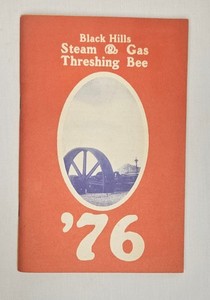 Black Hills
Steam & Gas
Threshing Bee
'76